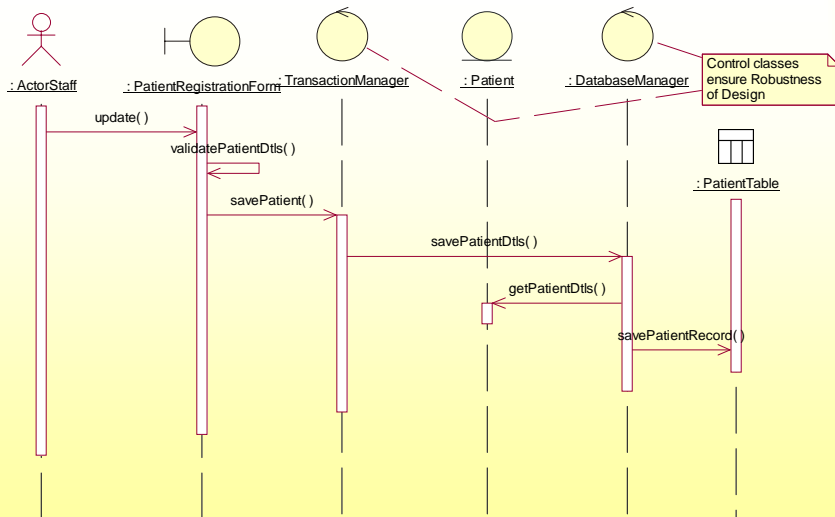 : ActorStaff
: PatientRegistrationForm
: TransactionManager
: Patient
: DatabaseManager
Control classes
ensure Robustness
of Design
: PatientTable
update( )
validatePatientDtls( )
savePatient( )
savePatientDtls( )
getPatientDtls( )
savePatientRecord( )